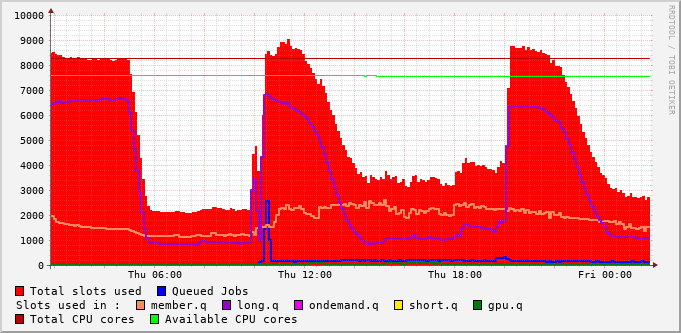 10000
9000
8000
7000
6000
5000
4000
3000
2000
1000
0
Thu 06:00 Thu 12:00 Thu 18:00 Fri 00:00
RRDTOOL / TOBI OETIKER
Total slots used Queued Jobs
Slots used in : member.q long.q ondemand.q short.q gpu.q
Total CPU cores Available CPU cores